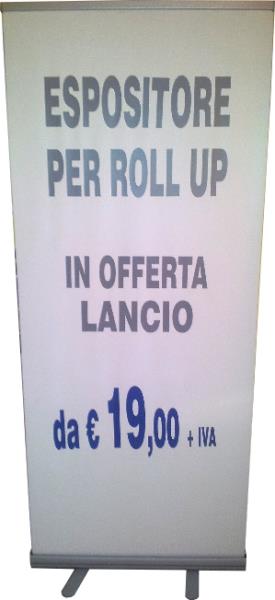 ESPOSITORE
PER ROLL UP
IN OFFERTA
LANCIO
da € 19,00 + IVA